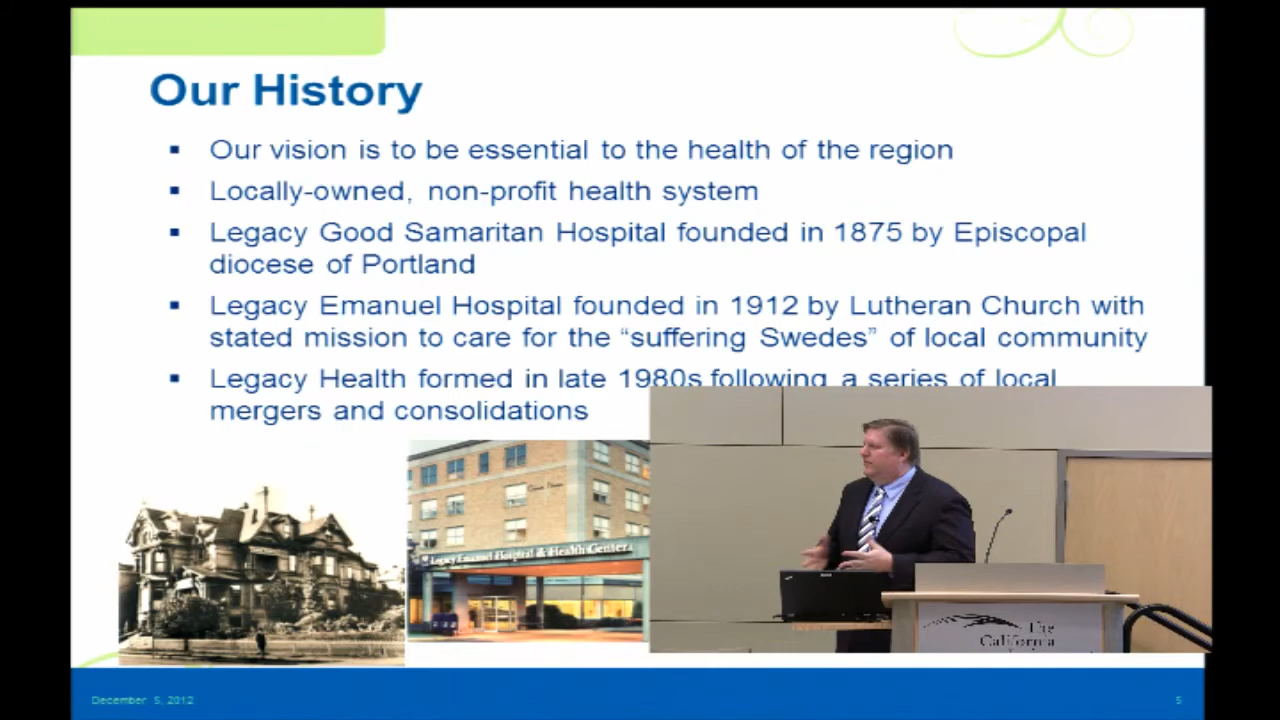 Our History
Our vision is to be essential to the health of the region
Locally-owned, non-profit health system
Legacy Good Samaritan Hospital founded in 1875 by Episcopal
diocese of Portland
Legacy Emanuel Hospital founded in 1912 by Lutheran Church with
stated mission to care for the “suffering Swedes” of local community
Legacy Health formed in late 1980s following a series of local
mergers and consolidations
Legacy Emanuel Hospital & Health Centers
The
California
December 5, 2012
5